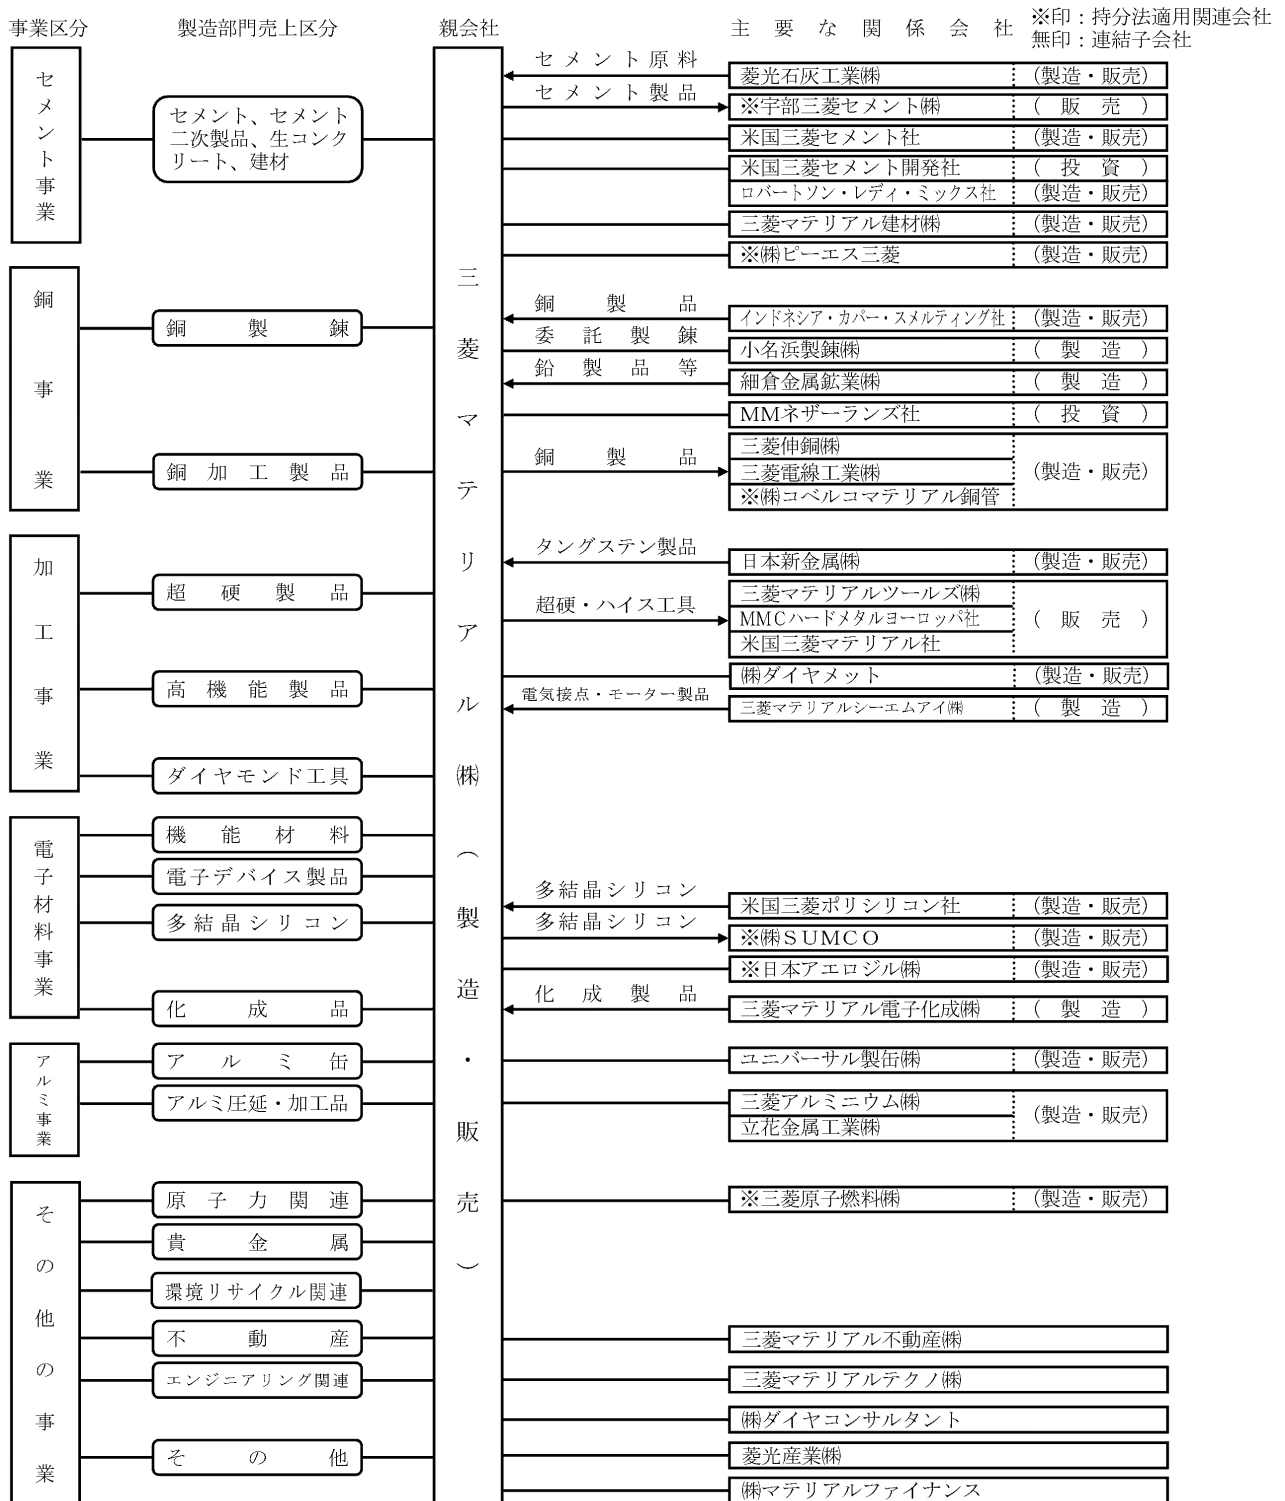 事業区分
製造部門売上区分
親会社
主要な関係会社
※印：持分法適用関連会社
無印：連結子会社
セメント事業
セメント、セメント
二次製品、生コンク
リート、建材
三菱マテリアル㈱（製造・販売）
セメント原料
菱光石灰工業㈱ （製造・販売）
セメント製品
※宇部三菱セメント㈱ （販売）
米国三菱セメント社 （製造・販売）
米国三菱セメント開発社 （投資）
ロバートソン・レディ・ミックス社 （製造・販売）
三菱マテリアル建材㈱ （製造・販売）
※㈱ピーエス三菱 （製造・販売）
銅事業
銅製錬
銅加工製品
銅製品
インドネシア・カパー・スメルティング社 （製造・販売）
委託製錬
小名浜製錬㈱ （製造）
鉛製品等
細倉金属鉱業㈱ （製造）
MMネザーランズ社 （投資）
銅製品
三菱伸銅㈱
三菱電線工業㈱
※㈱コベルコマテリアル銅管
（製造・販売）
加工事業
超硬製品
高機能製品
ダイヤモンド工具
タングステン製品
日本新金属㈱ （製造・販売）
超硬・ハイス工具
三菱マテリアルツールズ㈱
MMCハードメタルヨーロッパ社
米国三菱マテリアル社
（販売）
㈱ダイヤメット （製造・販売）
電気接点・モーター製品
三菱マテリアルシーエムアイ㈱ （製造）
電子材料事業
機能材料
電子デバイス製品
多結晶シリコン
化成品
多結晶シリコン
米国三菱ポリシリコン社 （製造・販売）
多結晶シリコン
※㈱SUMCO （製造・販売）
※日本アエロジル㈱ （製造・販売）
化成製品
三菱マテリアル電子化成㈱ （製造）
アルミ事業
アルミ缶
アルミ圧延・加工品
ユニバーサル製缶㈱ （製造・販売）
三菱アルミニウム㈱
立花金属工業㈱
（製造・販売）
その他の事業
原子力関連
貴金属
環境リサイクル関連
不動産
エンジニアリング関連
その他
※三菱原子燃料㈱ （製造・販売）
三菱マテリアル不動産㈱
三菱マテリアルテクノ㈱
㈱ダイヤコンサルタント
菱光産業㈱
㈱マテリアルファイナンス